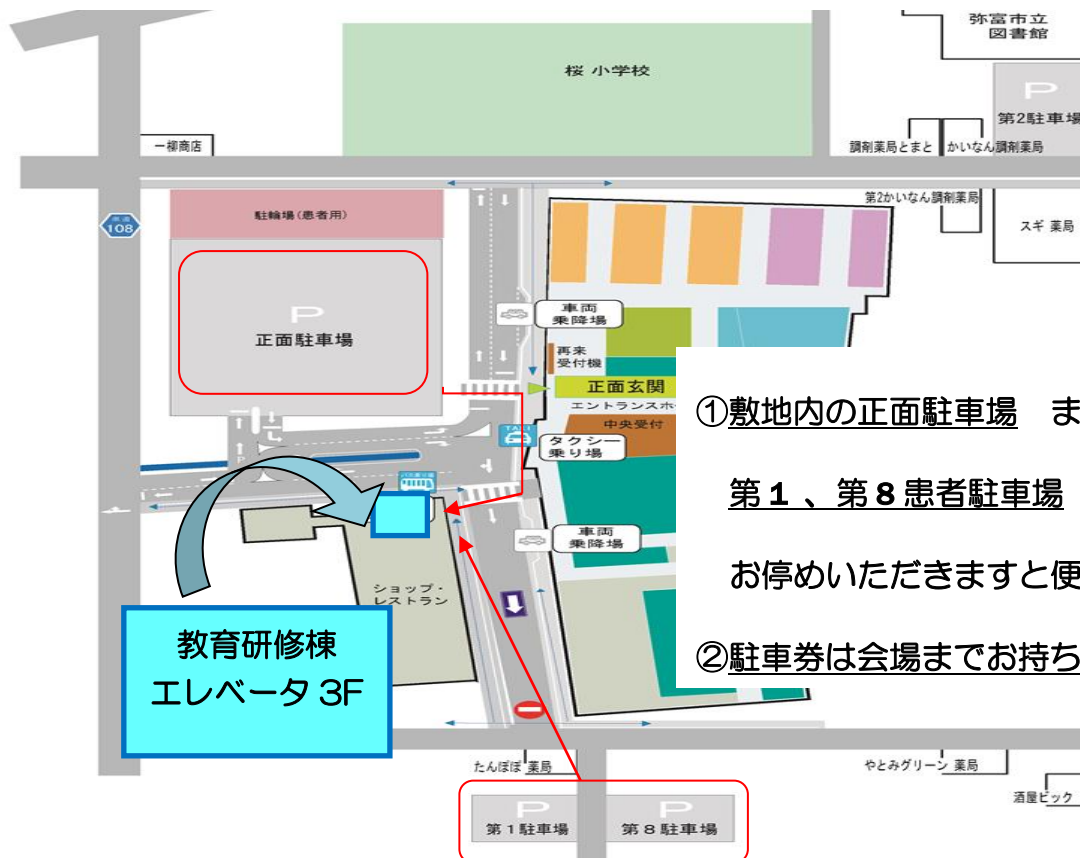 弥富市立
図書館
桜 小学校
P
第2駐車場
一柳商店
調剤薬局とまと
かいなん調剤薬局
第2かいなん調剤薬局
スギ 薬局
108
駐輪場(患者用)
P
正面駐車場
車両
乗降場
再来
受付機
正面玄関
エントランスホ
中央受付
TAXI
タクシー
乗り場
①敷地内の正面駐車場 ま
第1、第8患者駐車場
お停めいただきますと便
②駐車券は会場までお持ち
車両
乗降場
ショップ・
レストラン
教育研修棟
エレベータ 3F
たんぽぽ 薬局
やとみグリーン 薬局
酒屋ビック
P
第1駐車場
P
第8駐車場